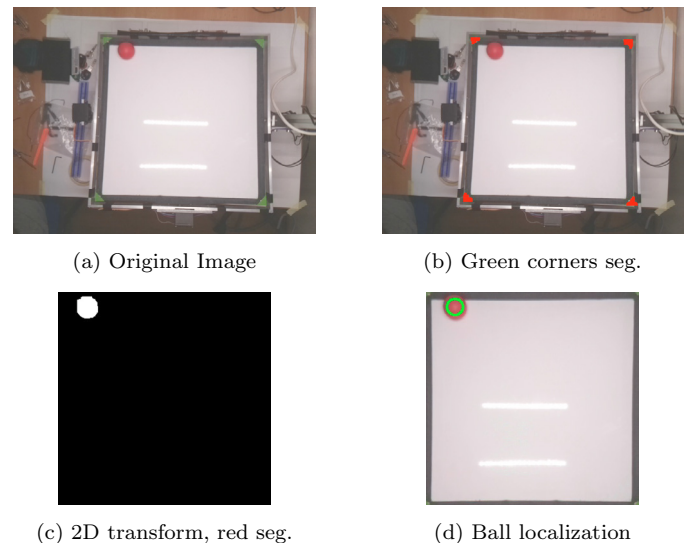 (a) Original Image
(b) Green corners seg.
(c) 2D transform, red seg.
(d) Ball localization